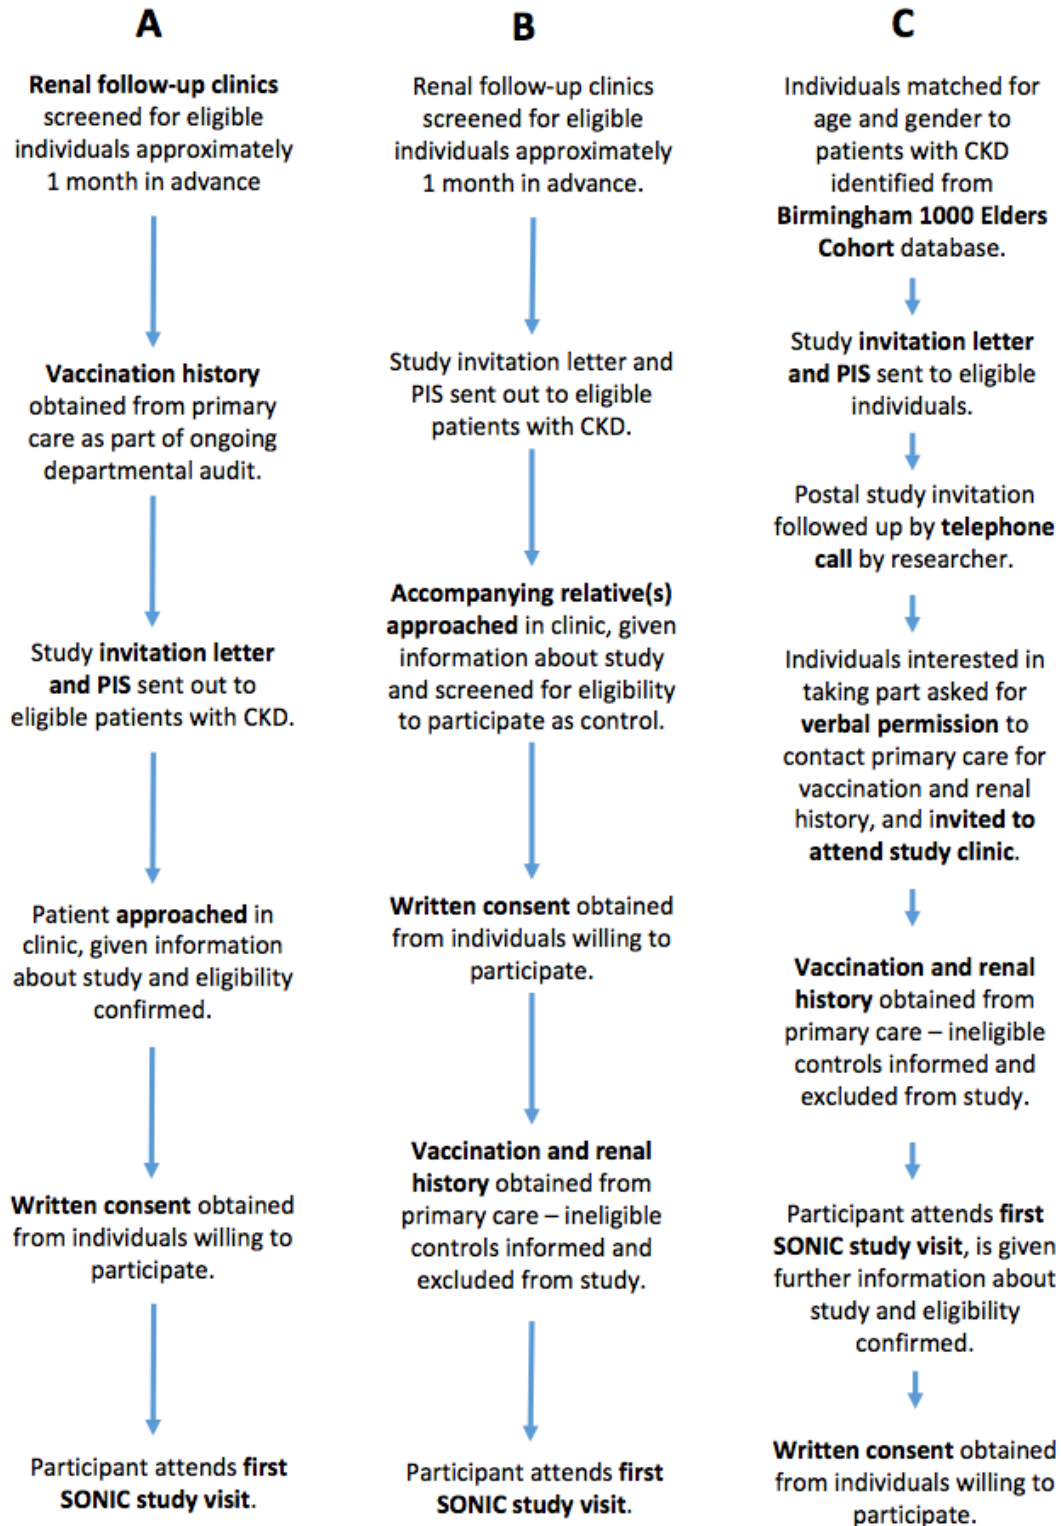 A
Renal follow-up clinics
screened for eligible
individuals approximately
1 month in advance
Vaccination history
obtained from primary
care as part of ongoing
departmental audit.
Study invitation letter
and PIS sent out to
eligible patients with CKD.
Patient approached in
clinic, given information
about study and eligibility
confirmed.
Written consent obtained
from individuals willing to
participate.
Participant attends first
SONIC study visit.
B
Renal follow-up clinics
screened for eligible
individuals approximately
1 month in advance.
Study invitation letter and
PIS sent out to eligible
patients with CKD.
Accompanying relative(s)
approached in clinic, given
information about study
and screened for eligibility
to participate as control.
Written consent obtained
from individuals willing to
participate.
Vaccination and renal
history obtained from
primary care – ineligible
controls informed and
excluded from study.
Participant attends first
SONIC study visit.
C
Individuals matched for
age and gender to
patients with CKD
identified from
Birmingham 1000 Elders
Cohort database.
Study invitation letter
and PIS sent to eligible
individuals.
Postal study invitation
followed up by telephone
call by researcher.
Individuals interested in
taking part asked for
verbal permission to
contact primary care for
vaccination and renal
history, and invited to
attend study clinic.
Vaccination and renal
history obtained from
primary care – ineligible
controls informed and
excluded from study.
Participant attends first
SONIC study visit, is given
further information about
study and eligibility
confirmed.
Written consent obtained
from individuals willing to
participate.